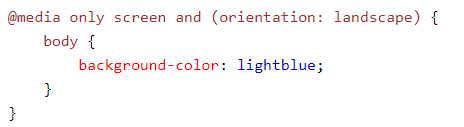 @media only screen and (orientation: landscape) {
    body {
        background-color: lightblue;
    }
}